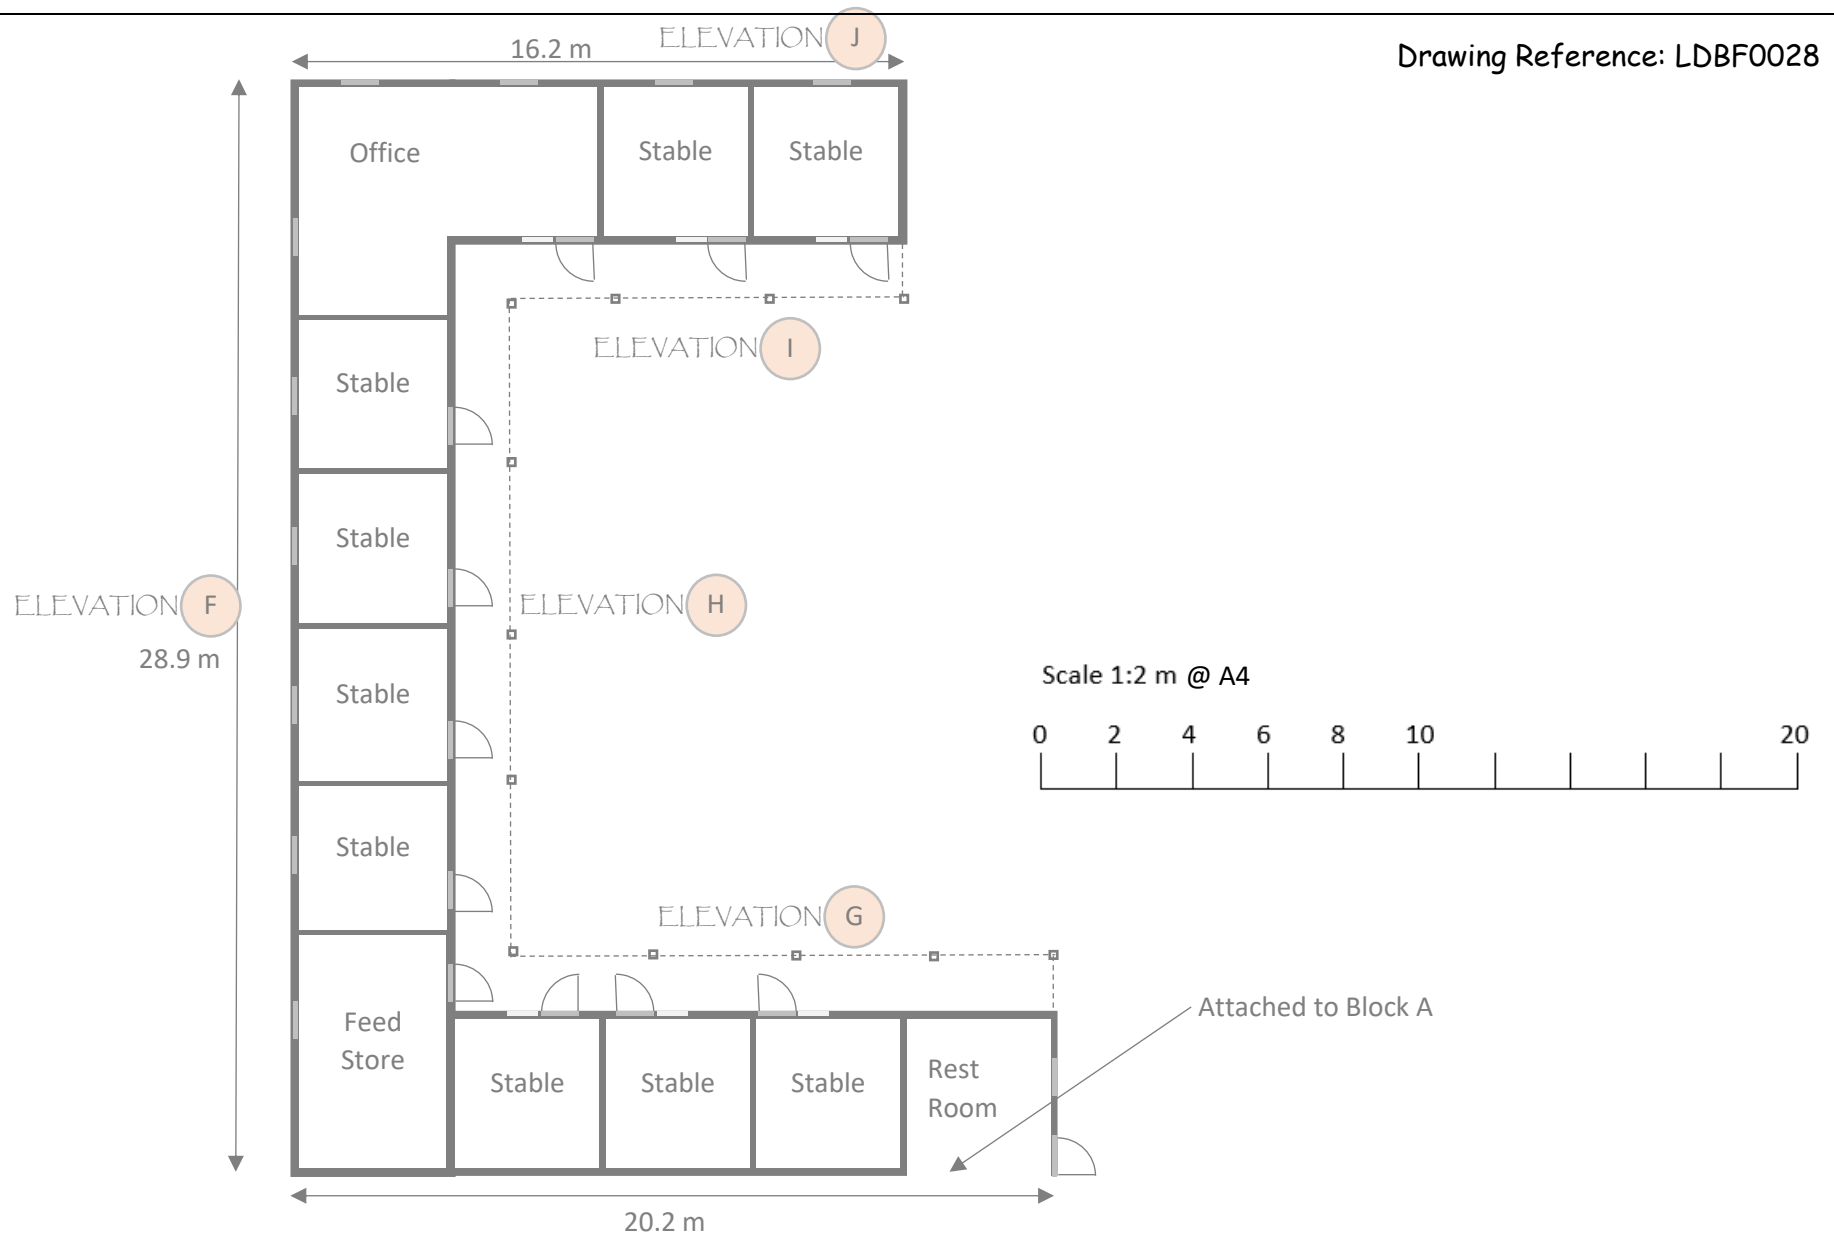 ELEVATION J
16.2 m
Drawing Reference: LDBF0028
Office
Stable
Stable
ELEVATION I
Stable
Stable
ELEVATION F
ELEVATION H
28.9 m
Scale 1:2 m @ A4
Stable
0 2 4 6 8 10 20
Stable
ELEVATION G
Attached to Block A
Feed
Store
Stable
Stable
Stable
Rest
Room
20.2 m